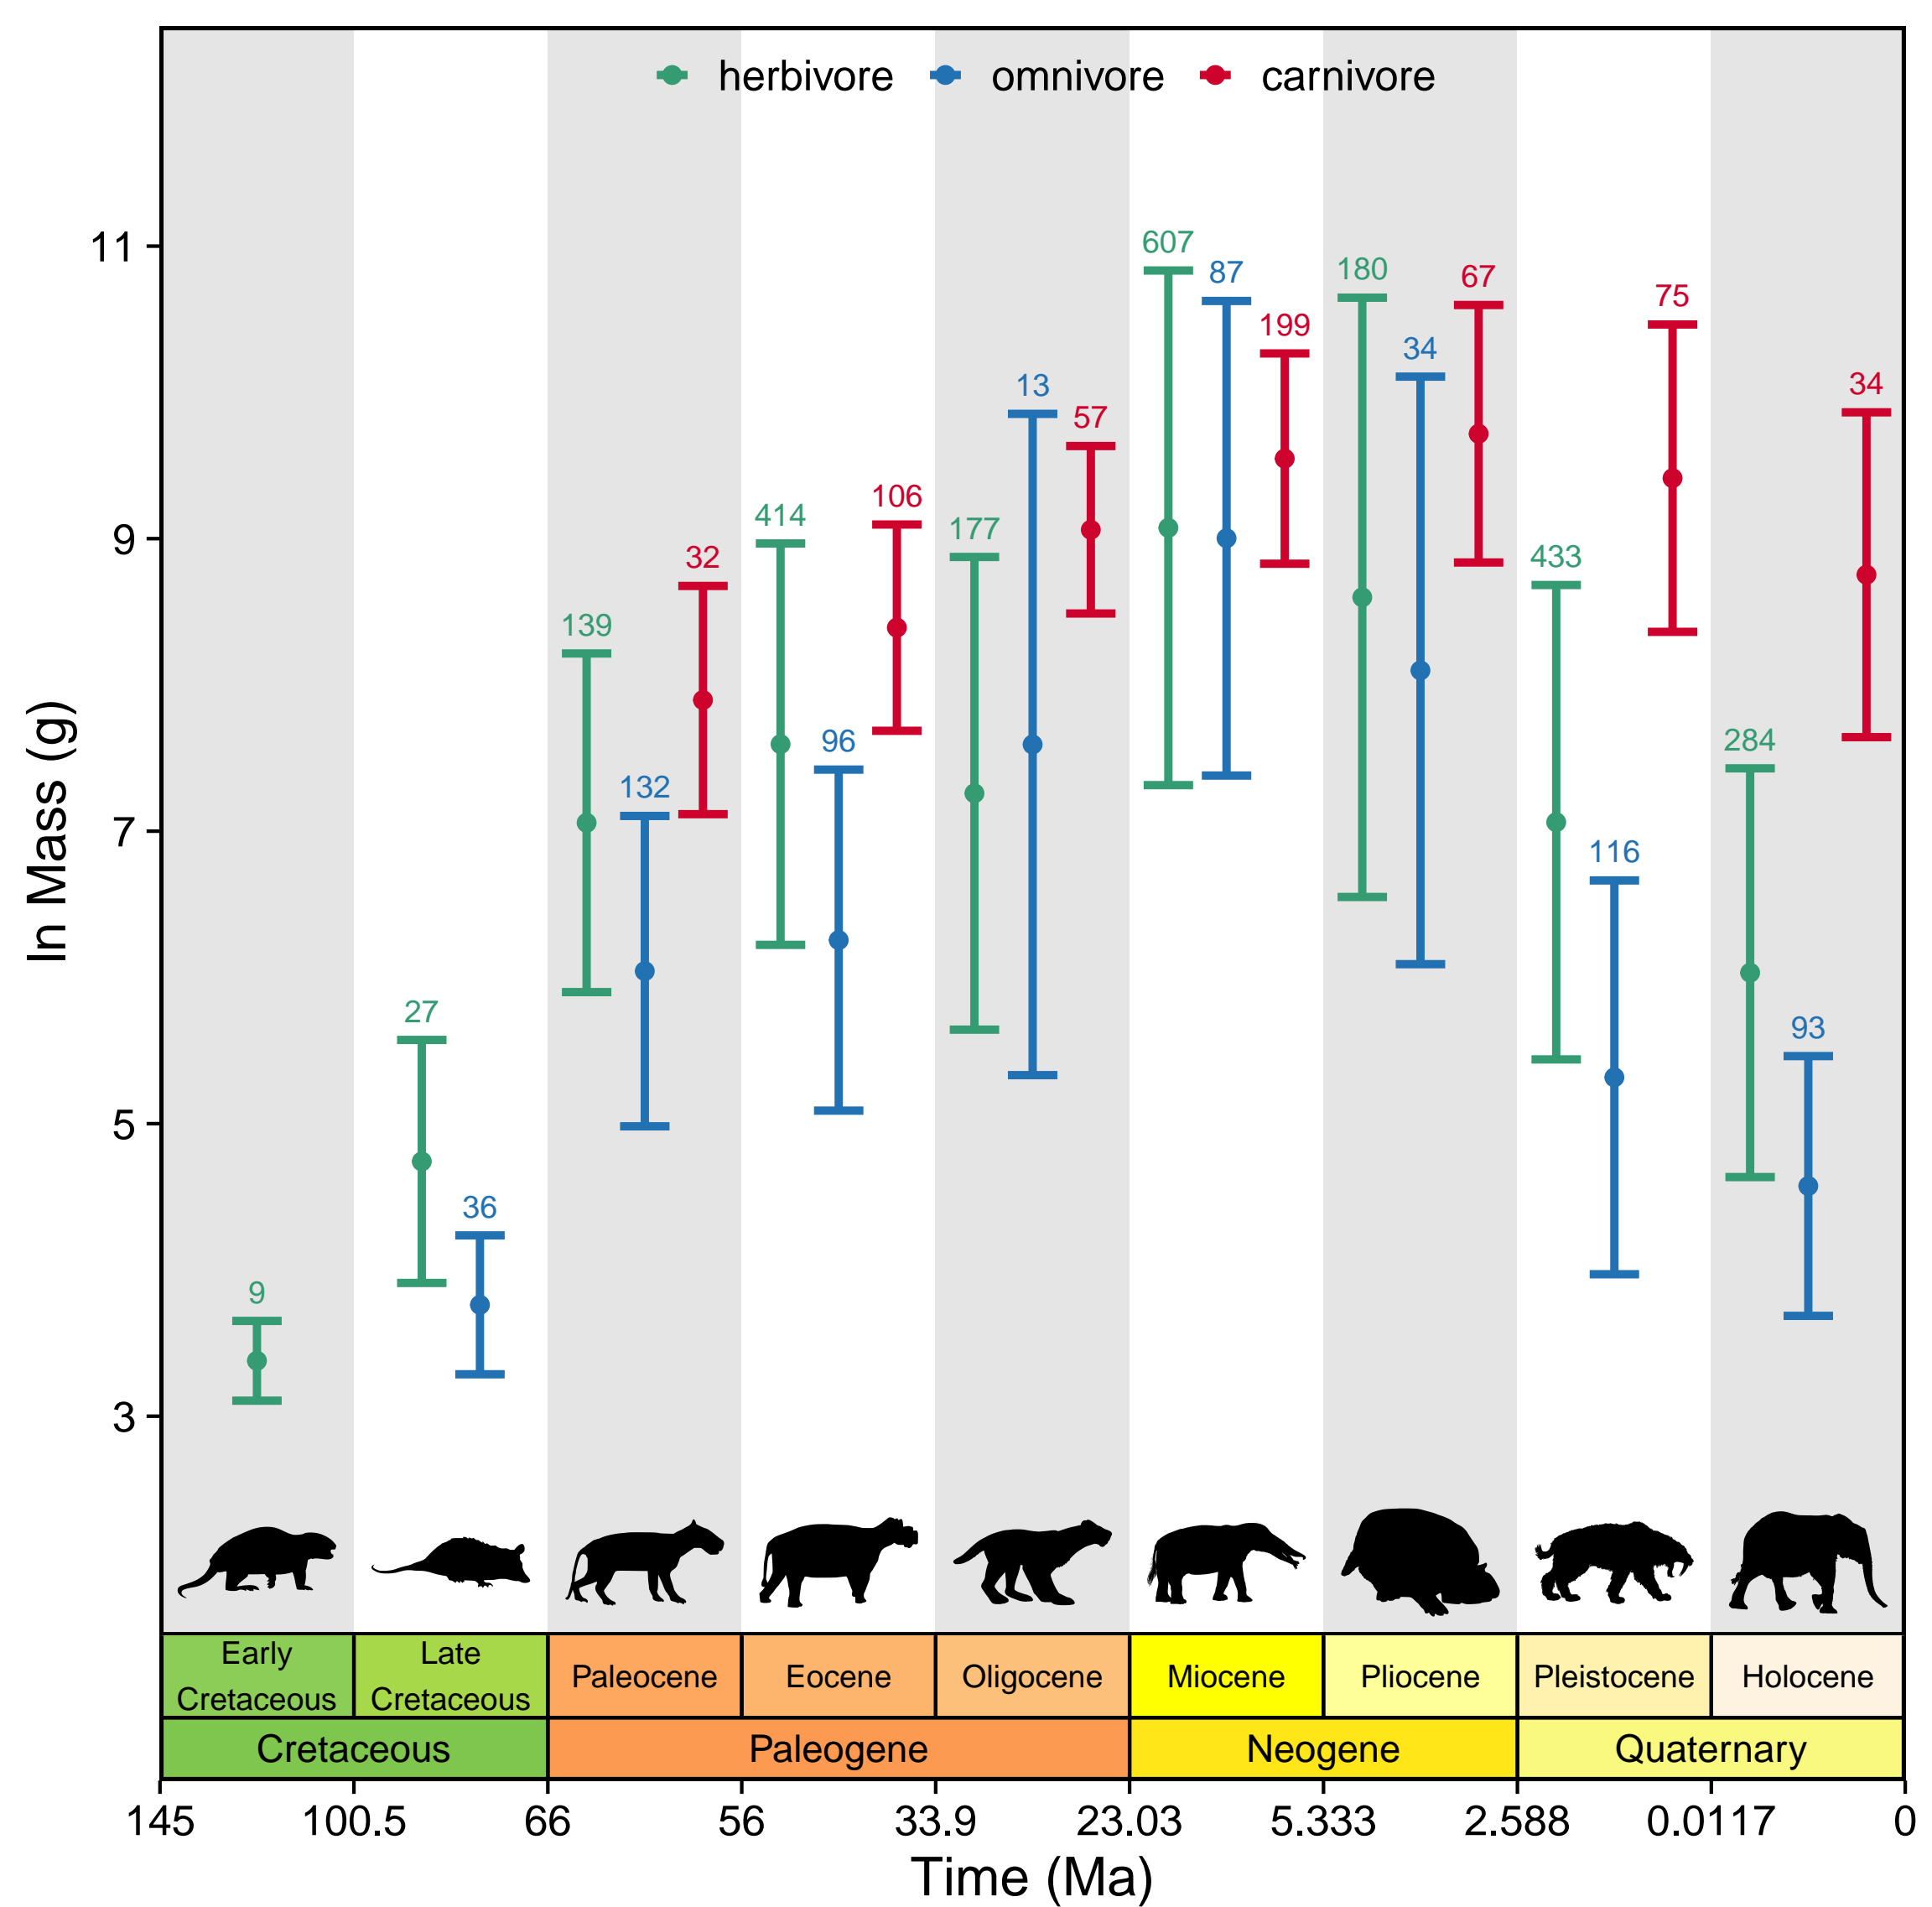 herbivore omnivore carnivore
11
9
7
5
3
ln Mass (g)
607
87
199
180
34
67
75
34
13
57
414
106
177
433
32
139
96
132
284
116
27
93
36
9
Early Cretaceous
Late Cretaceous
Paleocene
Eocene
Oligocene
Miocene
Pliocene
Pleistocene
Holocene
Cretaceous
Paleogene
Neogene
Quaternary
145 100.5 66 56 33.9 23.03 5.333 2.588 0.0117 0
Time (Ma)